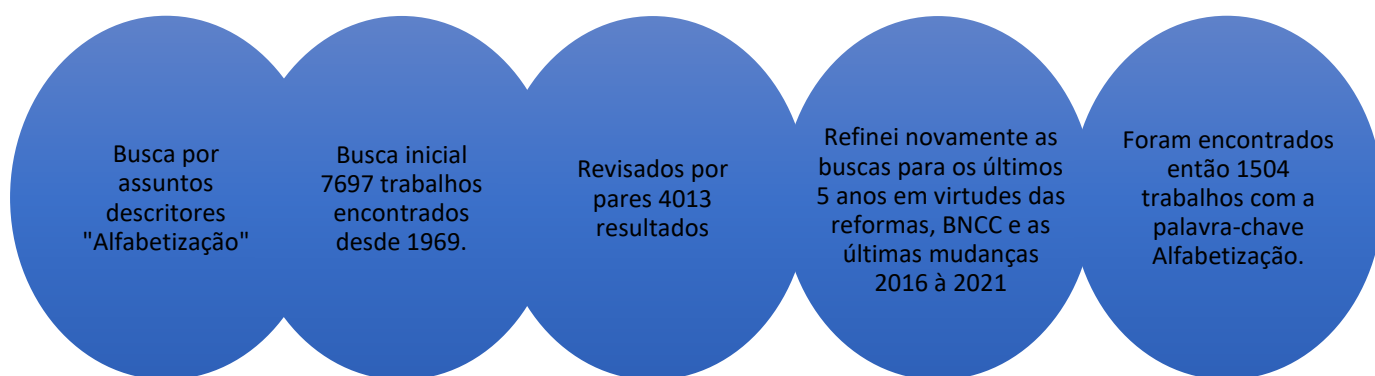 Busca por
assuntos
descritores
"Alfabetização"
Busca inicial
7697 trabalhos
encontrados
desde 1969.
Revisados por
pares 4013
resultados
Refinei novamente as
buscas para os últimos
5 anos em virtudes das
reformas, BNCC e as
últimas mudanças
2016 à 2021
Foram encontrados
então 1504
trabalhos com a
palavra-chave
Alfabetização.